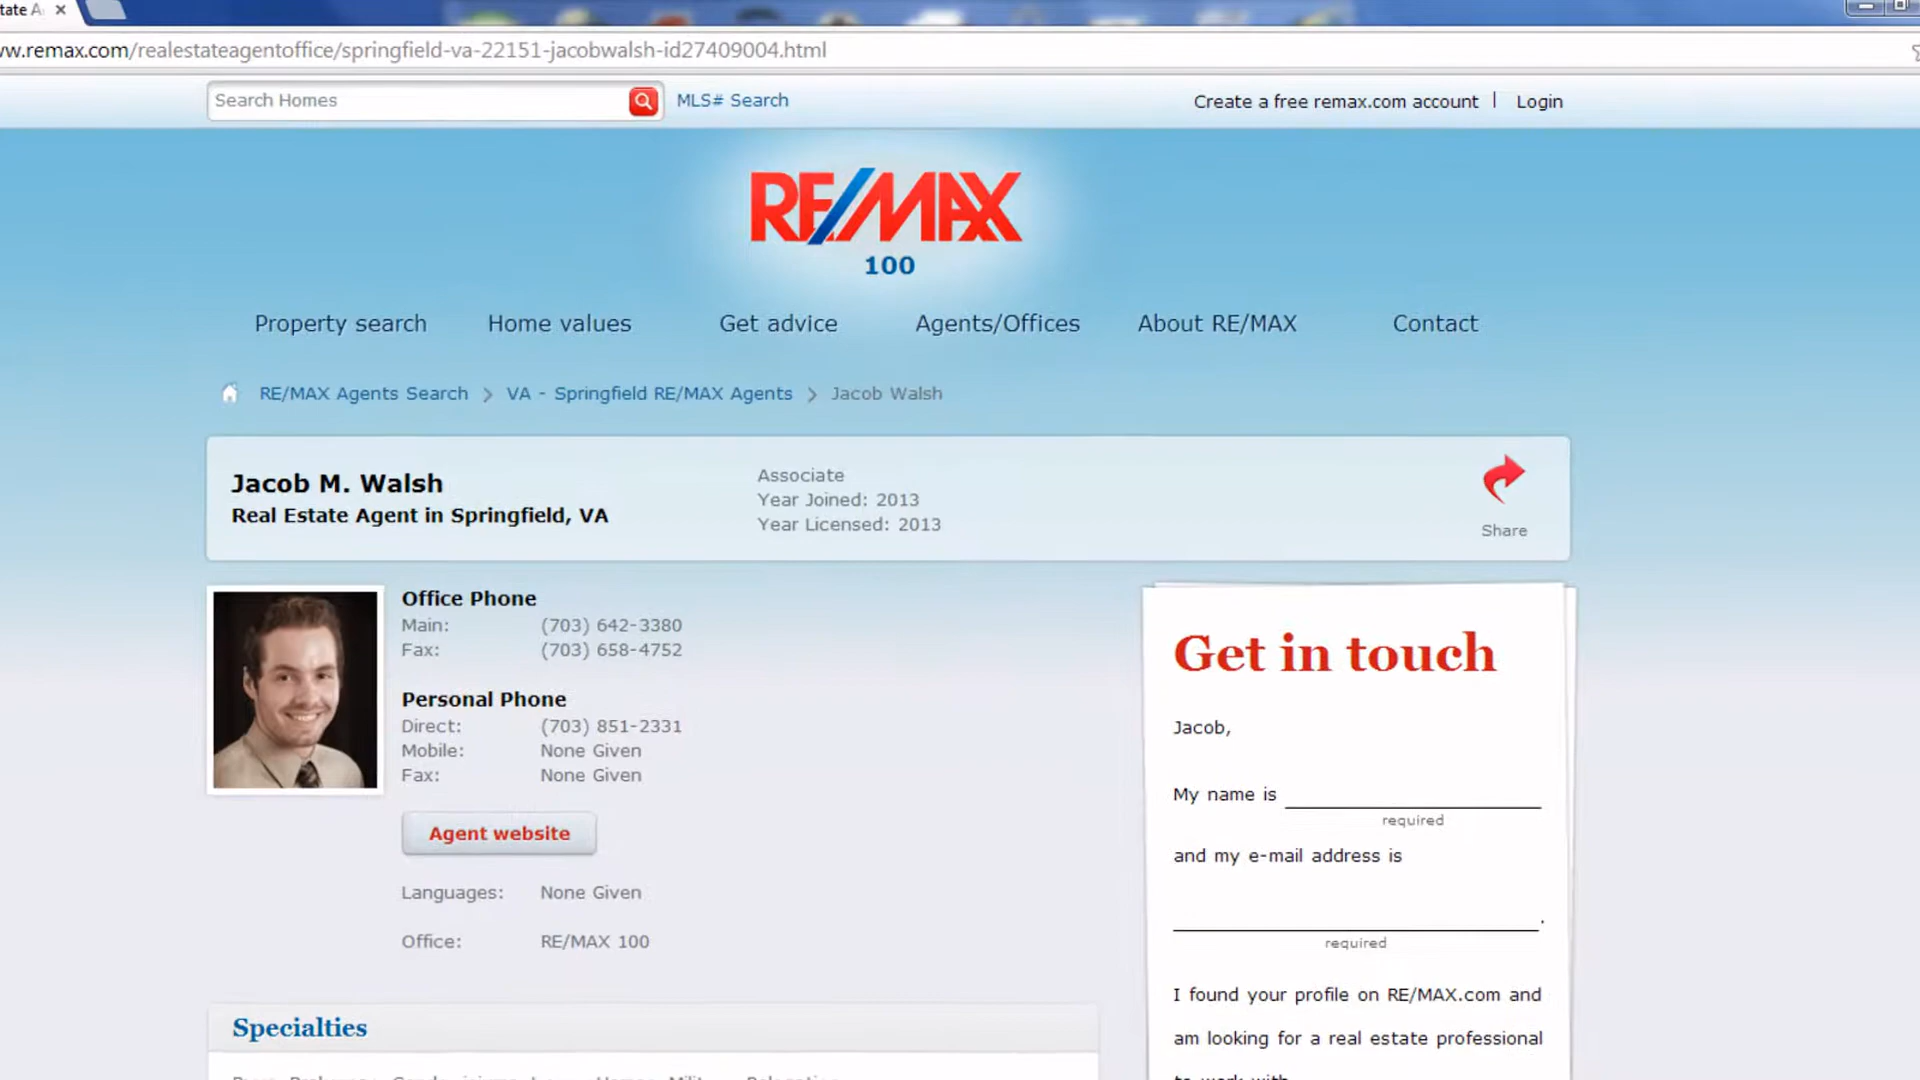 tate A
ww.remax.com/realestateagentoffice/springfield-va-22151-jacobwalsh-id27409004.html
Search Homes
MLS# Search
Create a free remax.com account | Login
RE/MAX
100
Property search
Home values
Get advice
Agents/Offices
About RE/MAX
Contact
RE/MAX Agents Search > VA - Springfield RE/MAX Agents > Jacob Walsh
Jacob M. Walsh
Real Estate Agent in Springfield, VA
Associate
Year Joined: 2013
Year Licensed: 2013
Share
Office Phone
Main: (703) 642-3380
Fax: (703) 658-4752
Personal Phone
Direct: (703) 851-2331
Mobile: None Given
Fax: None Given
Agent website
Languages: None Given
Office: RE/MAX 100
Specialties
Get in touch
Jacob,
My name is
required
and my e-mail address is
.
required
I found your profile on RE/MAX.com and
am looking for a real estate professional
to work with